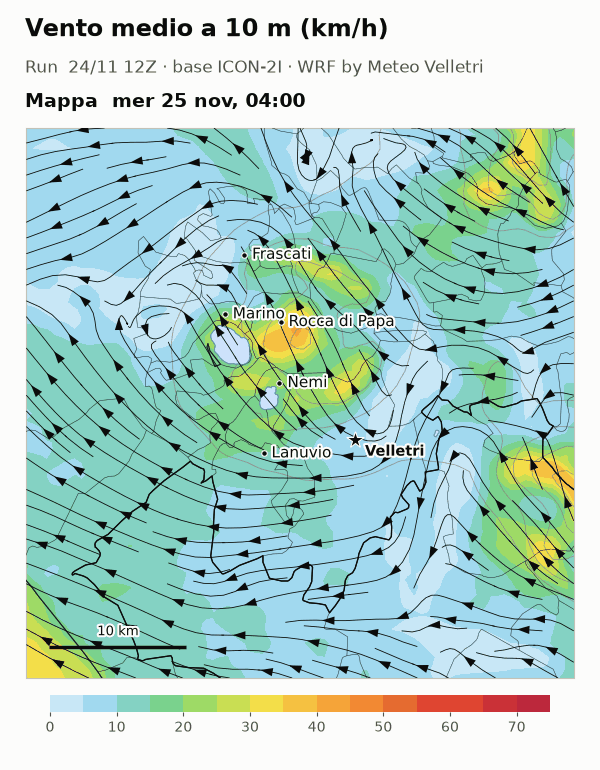 Vento medio a 10 m (km/h)
Run  24/11 12Z · base ICON-2I · WRF by Meteo Velletri
Mappa  mer 25 nov, 04:00
Frascati
Marino
Rocca di Papa
Nemi
Velletri
Lanuvio
10 km
0 10 20 30 40 50 60 70